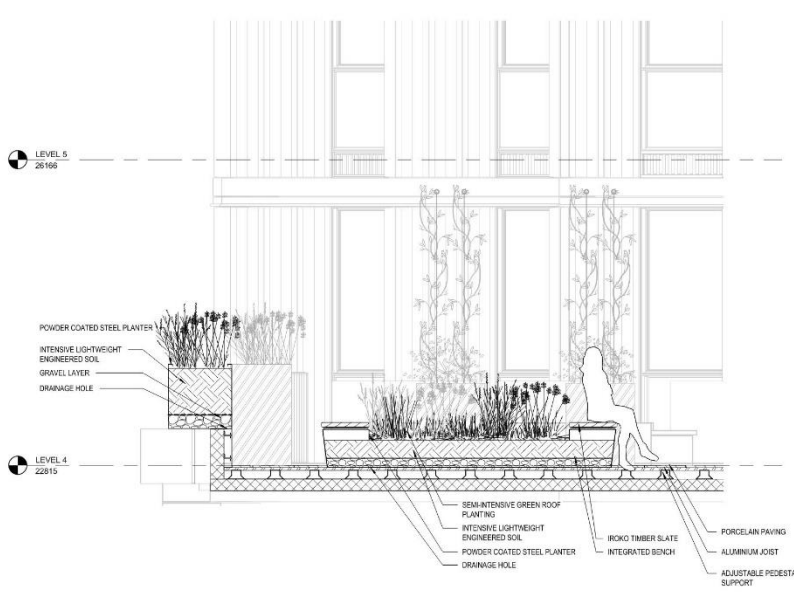 LEVEL 5
26166
POWDER COATED STEEL PLANTER
INTENSIVE LIGHTWEIGHT
ENGINEERED SOIL
GRAVEL LAYER
DRAINAGE HOLE
LEVEL 4
22815
SEMI-INTENSIVE GREEN ROOF
PLANTING
INTENSIVE LIGHTWEIGHT
ENGINEERED SOIL
POWDER COATED STEEL PLANTER
DRAINAGE HOLE
IROKO TIMBER SLATE
INTEGRATED BENCH
PORCELAIN PAVING
ALUMINIUM JOIST
ADJUSTABLE PEDESTA
SUPPORT